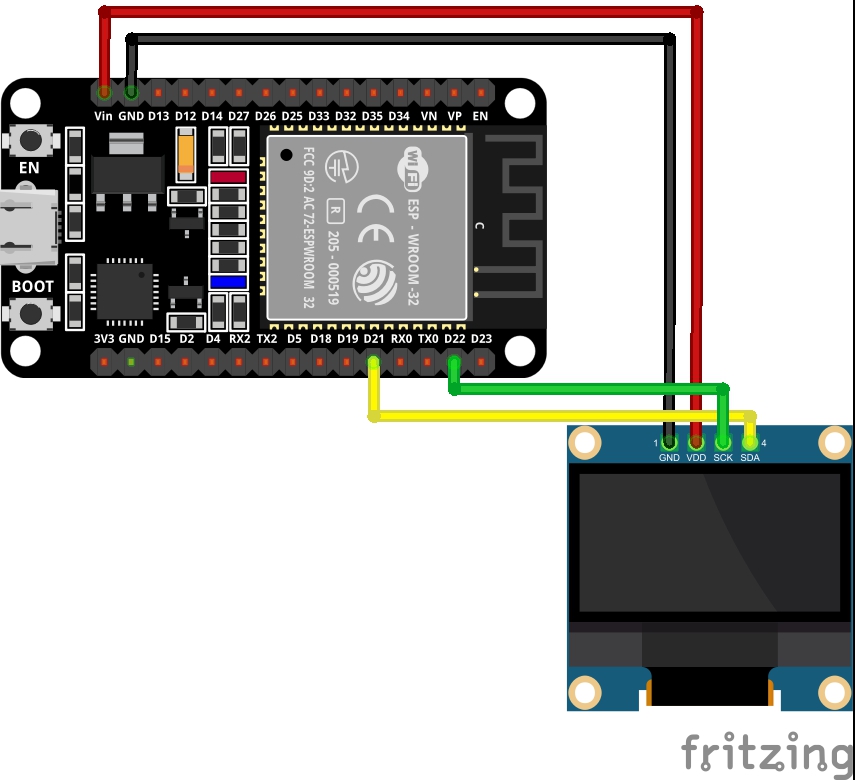 Vin GND D13 D12 D14 D27 D26 D25 D33 D32 D35 D34 VN VP EN
EN
BOOT
FCC 9D:2 AC 72-ESPWROOM 32
R
205 - 000519
CE
WiFi
ESP - WROOM -32
C
3V3 GND D15 D2 D4 RX2 TX2 D5 D18 D19 D21 RX0 TX0 D22 D23
1 4
GND VDD SCK SDA
fritzing